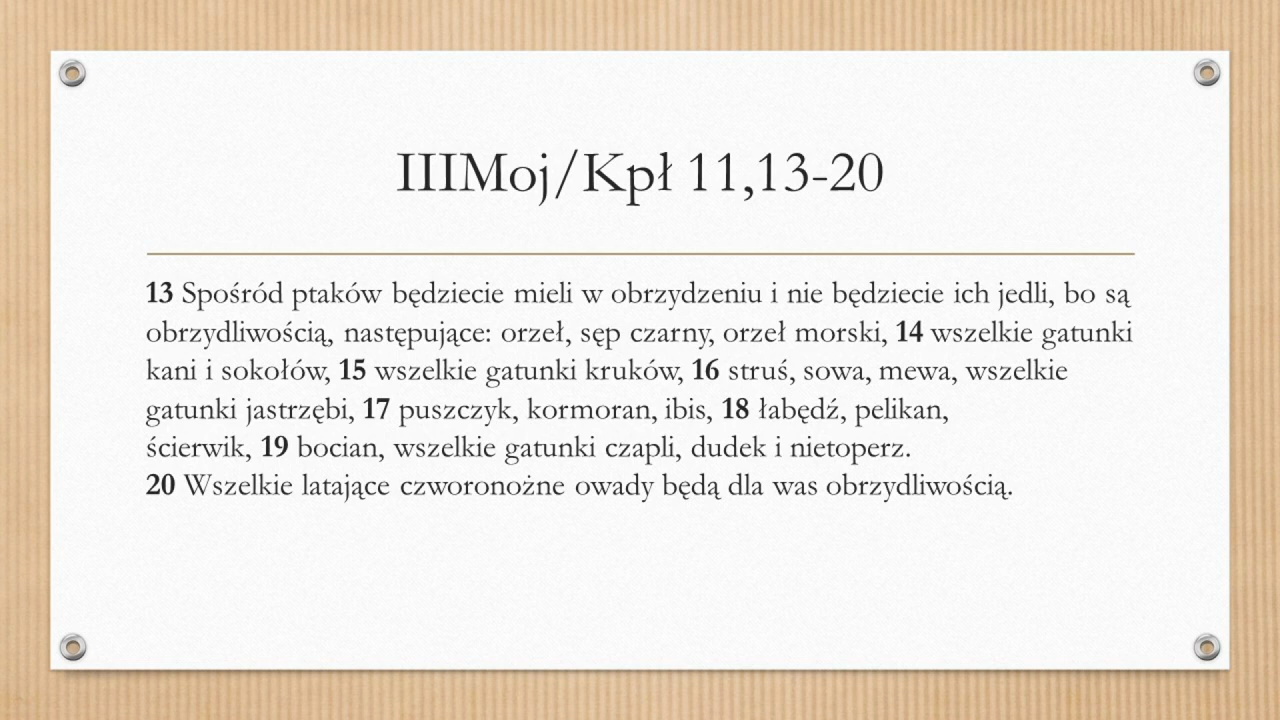 IIIMoj/Kpł 11,13-20
13 Spośród ptaków będziecie mieli w obrzydzeniu i nie będziecie ich jedli, bo są
obrzydliwością, następujące: orzeł, sęp czarny, orzeł morski, 14 wszelkie gatunki
kani i sokołów, 15 wszelkie gatunki kruków, 16 struś, sowa, mewa, wszelkie
gatunki jastrzębi, 17 puszczyk, kormoran, ibis, 18 łabędź, pelikan,
ścierwik, 19 bocian, wszelkie gatunki czapli, dudek i nietoperz.
20 Wszelkie latające czworonożne owady będą dla was obrzydliwością.